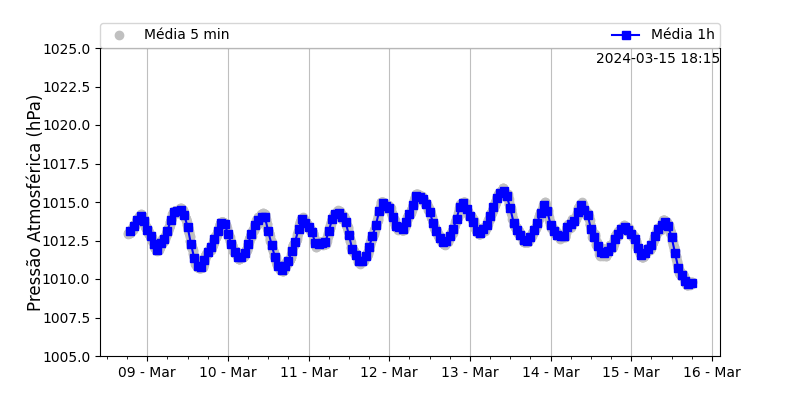 Média 5 min
Média 1h
2024-03-15 18:15
Pressão Atmosférica (hPa)
1025.0
1022.5
1020.0
1017.5
1015.0
1012.5
1010.0
1007.5
1005.0
09 - Mar
10 - Mar
11 - Mar
12 - Mar
13 - Mar
14 - Mar
15 - Mar
16 - Mar